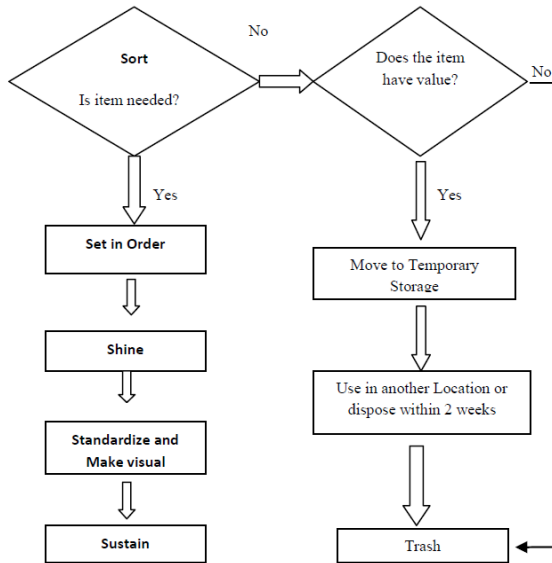 Sort
Is item needed?
No
Does the item
have value?
No
Yes
Yes
Set in Order
Move to Temporary
Storage
Shine
Use in another Location or
dispose within 2 weeks
Standardize and
Make visual
Sustain
Trash